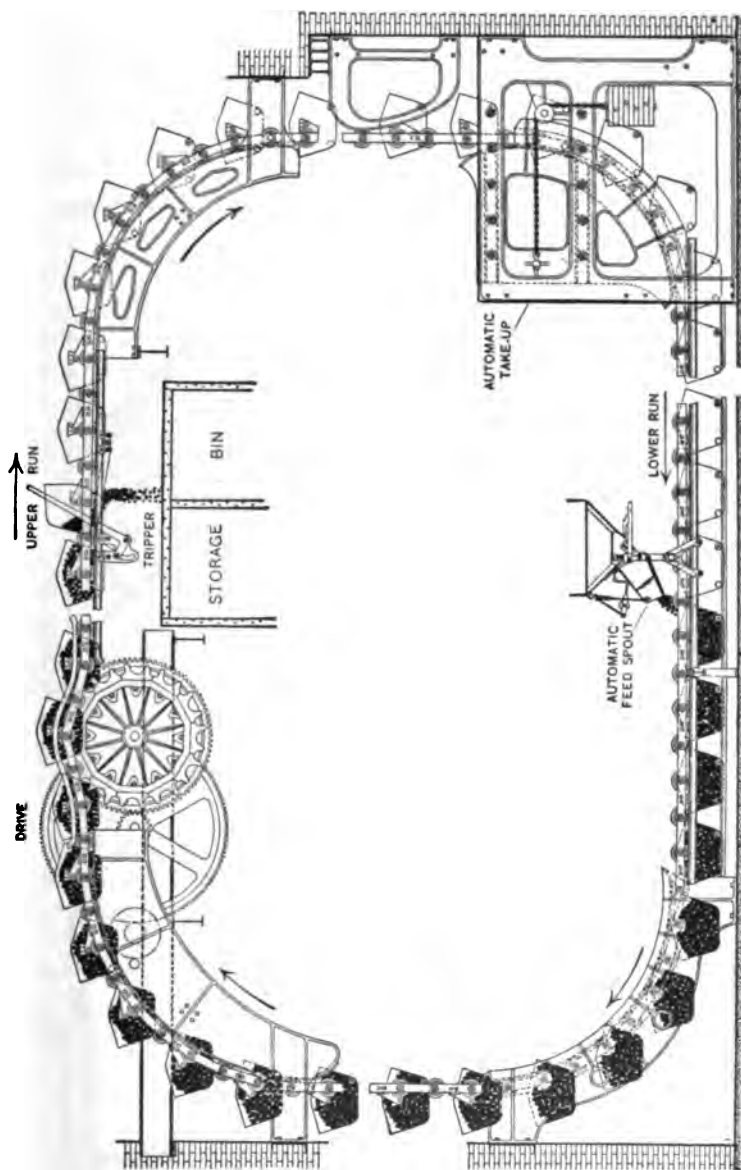 DRIVE
UPPER RUN
TRIPPER
STORAGE BIN
AUTOMATIC
TAKE-UP
AUTOMATIC
FEED SPOUT
LOWER RUN